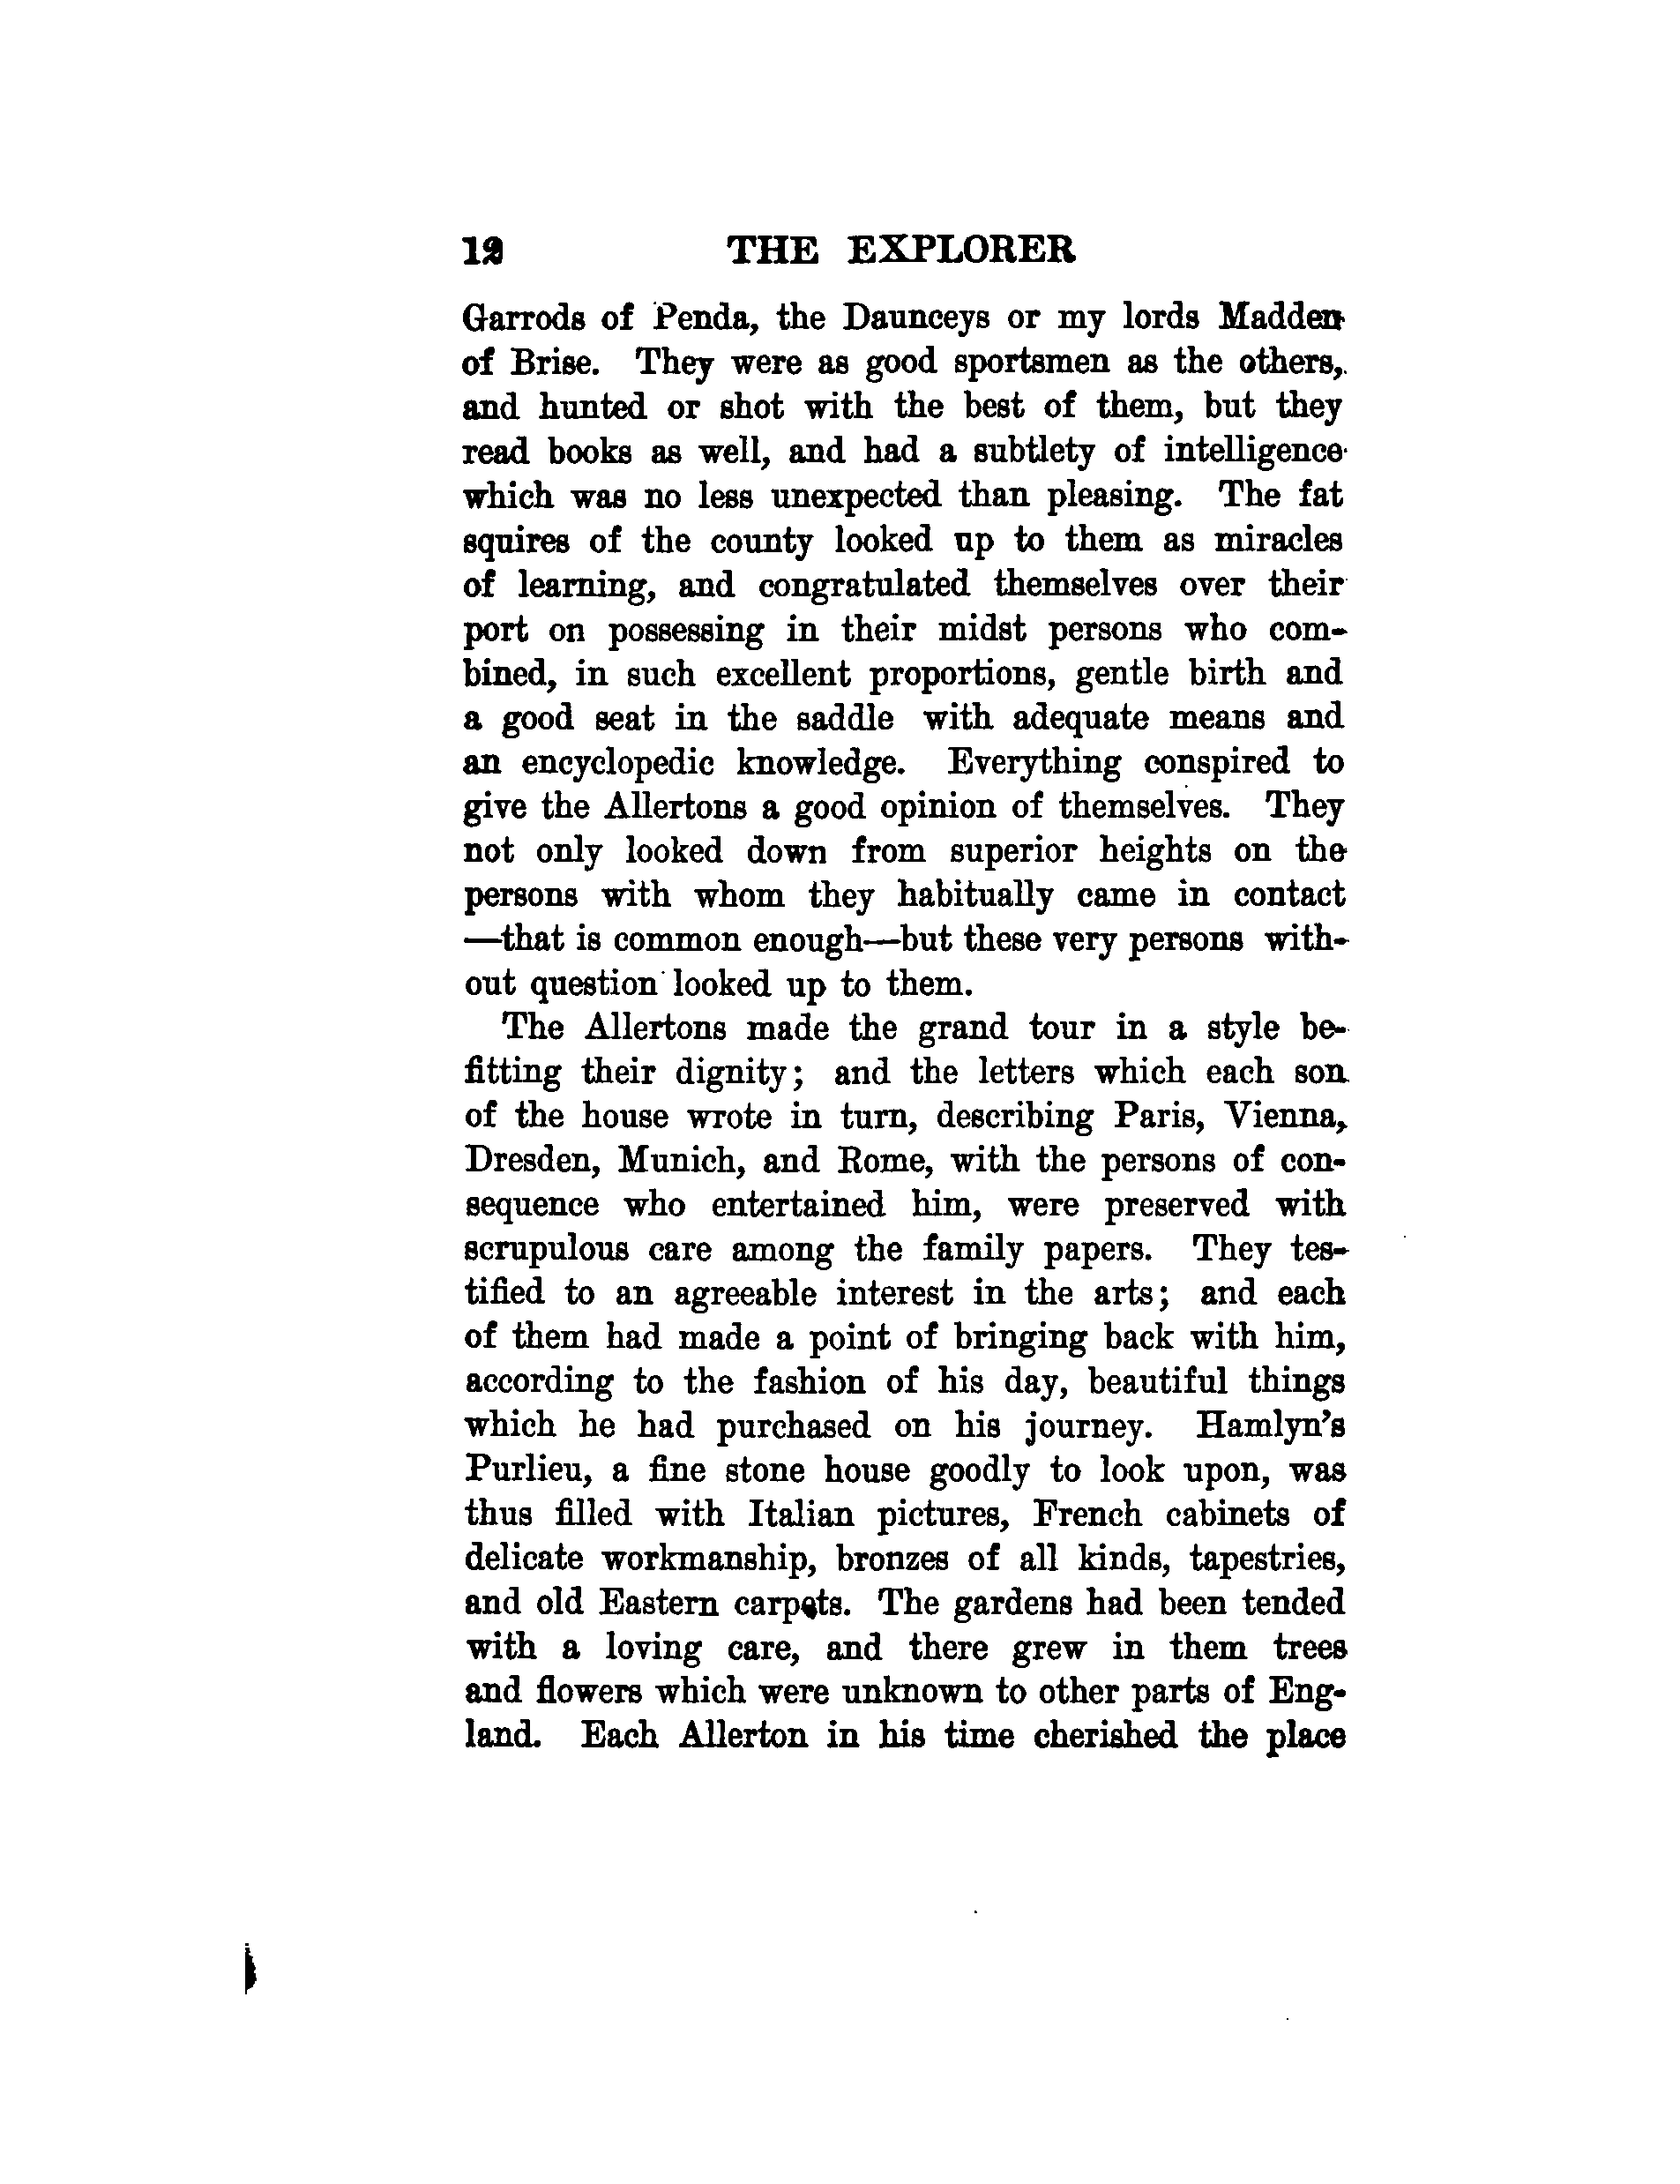 12 THE EXPLORER
Garrods of Penda, the Daunceys or my lords Madden
of Brise. They were as good sportsmen as the others,
and hunted or shot with the best of them, but they
read books as well, and had a subtlety of intelligence
which was no less unexpected than pleasing. The fat
squires of the county looked up to them as miracles
of learning, and congratulated themselves over their
port on possessing in their midst persons who com-
bined, in such excellent proportions, gentle birth and
a good seat in the saddle with adequate means and
an encyclopedic knowledge. Everything conspired to
give the Allertons a good opinion of themselves. They
not only looked down from superior heights on the
persons with whom they habitually came in contact
—that is common enough—but these very persons with-
out question looked up to them.
The Allertons made the grand tour in a style be-
fitting their dignity; and the letters which each son
of the house wrote in turn, describing Paris, Vienna,
Dresden, Munich, and Rome, with the persons of con-
sequence who entertained him, were preserved with
scrupulous care among the family papers. They tes-
tified to an agreeable interest in the arts; and each
of them had made a point of bringing back with him,
according to the fashion of his day, beautiful things
which he had purchased on his journey. Hamlyn's
Purlieu, a fine stone house goodly to look upon, was
thus filled with Italian pictures, French cabinets of
delicate workmanship, bronzes of all kinds, tapestries,
and old Eastern carpets. The gardens had been tended
with a loving care, and there grew in them trees
and flowers which were unknown to other parts of Eng-
land. Each Allerton in his time cherished the place